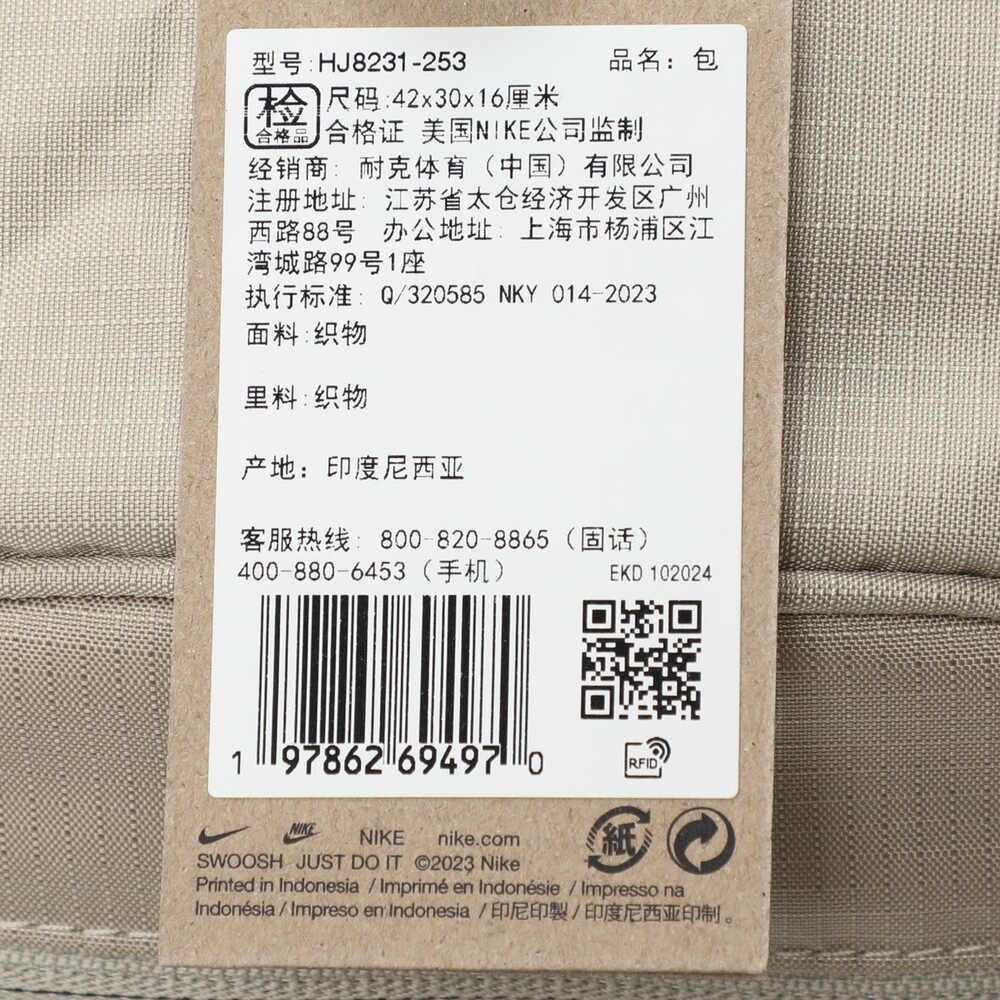 型号:HJ8231-253 品名：包
检 合格品 尺码:42x30x16厘米
合格证 美国NIKE公司监制
经销商: 耐克体育（中国）有限公司
注册地址: 江苏省太仓经济开发区广州
西路88号 办公地址: 上海市杨浦区江
湾城路99号1座
执行标准: Q/320585 NKY 014-2023
面料:织物
里料:织物
产地：印度尼西亚
客服热线: 800-820-8865（固话）
400-880-6453（手机）
EKD 102024
1 97862 69497 0
RFID
NIKE NIKE nike.com
紙
SWOOSH JUST DO IT ©2023 Nike
Printed in Indonesia / Imprimé en Indonésie / Impresso na
Indonésia / Impreso en Indonesia / 印尼印製 / 印度尼西亚印制。